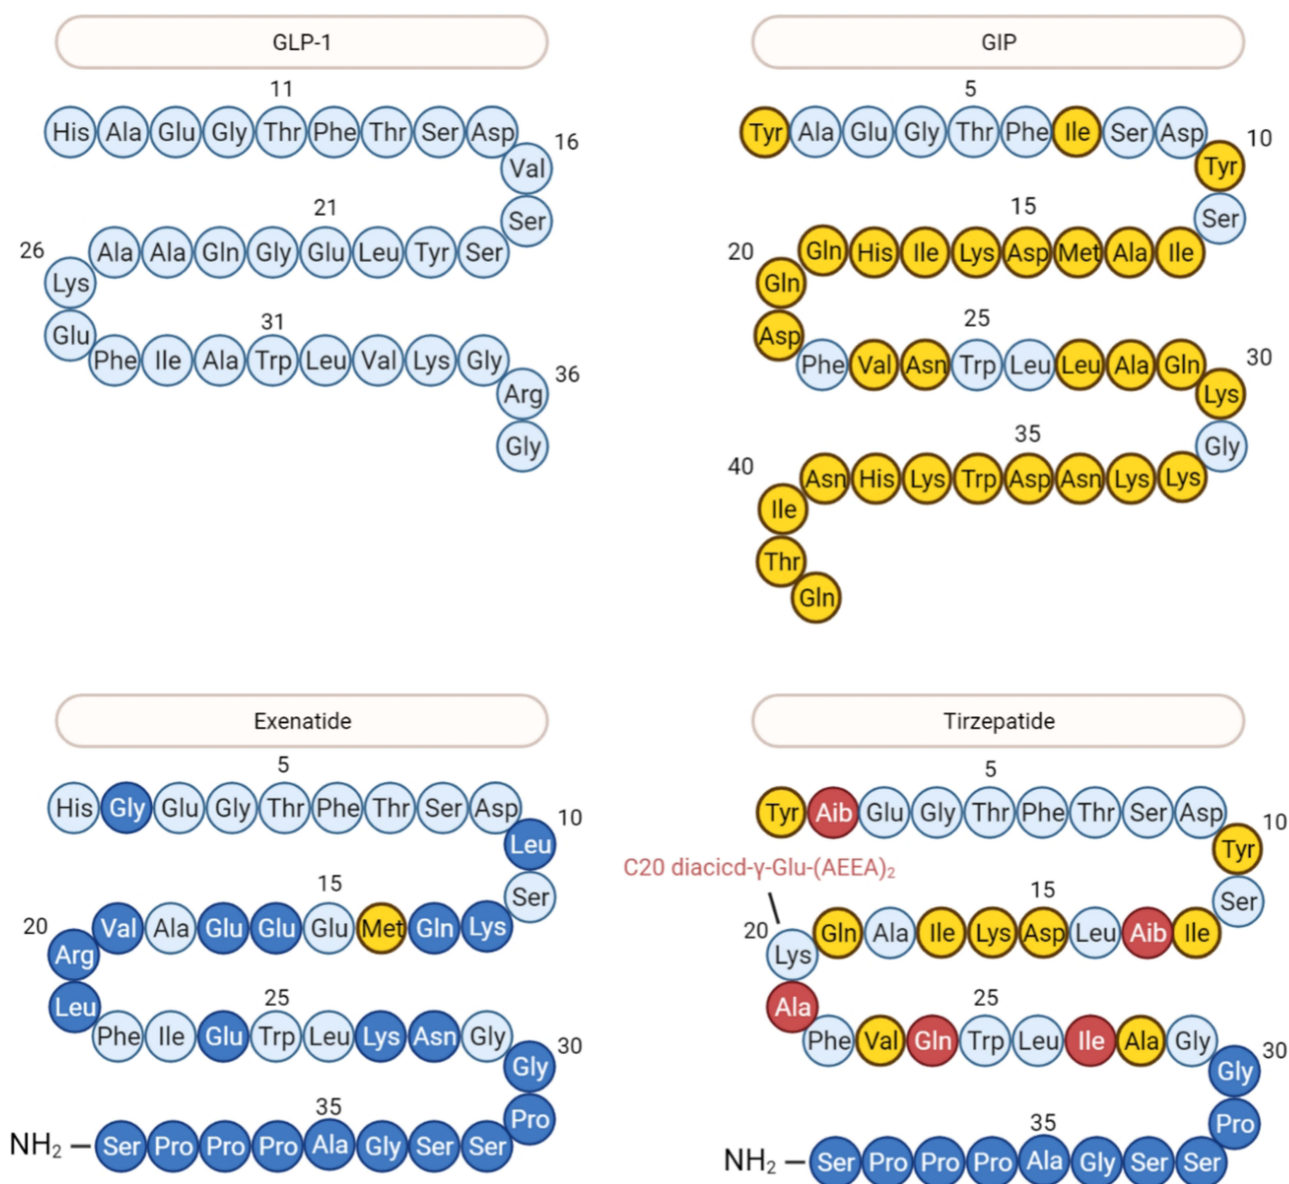 GLP-1
11
His Ala Glu Gly Thr Phe Thr Ser Asp
16
Val
Ser
21
Ala Ala Gln Gly Glu Leu Tyr Ser
26
Lys
Glu
31
Phe Ile Ala Trp Leu Val Lys Gly
36
Arg
Gly
GIP
5
Tyr Ala Glu Gly Thr Phe Ile Ser Asp
10
Tyr
Ser
15
Gln His Ile Lys Asp Met Ala Ile
20
Gln
Asp
25
Phe Val Asn Trp Leu Leu Ala Gln
30
Lys
Gly
35
Asn His Lys Trp Asp Asn Lys Lys
40
Ile
Thr
Gln
Exenatide
5
His Gly Glu Gly Thr Phe Thr Ser Asp
10
Leu
Ser
15
Val Ala Glu Glu Glu Met Gln Lys
20
Arg
Leu
25
Phe Ile Glu Trp Leu Lys Asn Gly
30
Gly
Pro
35
NH₂ – Ser Pro Pro Pro Ala Gly Ser Ser
Tirzepatide
5
Tyr Aib Glu Gly Thr Phe Thr Ser Asp
10
Tyr
Ser
C20 diacicd-γ-Glu-(AEEA)₂
15
Gln Ala Ile Lys Asp Leu Aib Ile
20
Lys
Ala
25
Phe Val Gln Trp Leu Ile Ala Gly
30
Gly
Pro
35
NH₂ – Ser Pro Pro Pro Ala Gly Ser Ser